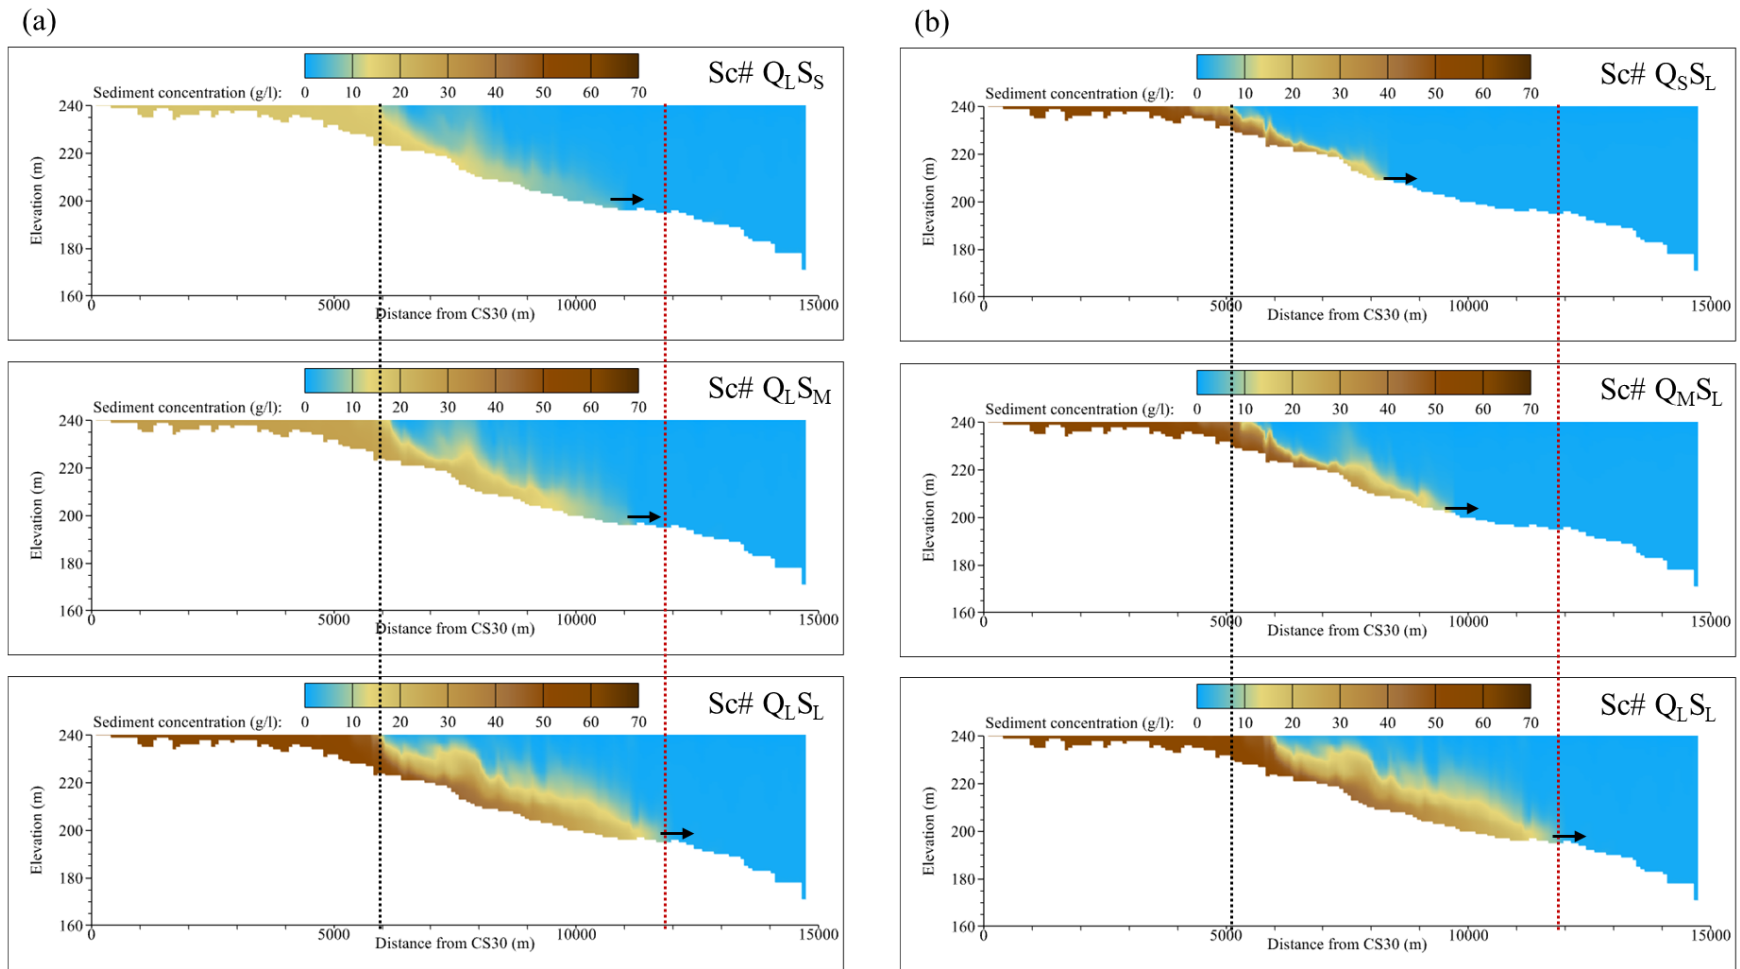 (a)
Sc# QLSS
Sediment concentration (g/l): 0 10 20 30 40 50 60 70
Elevation (m)
240
220
200
180
160
0 5000 10000 15000
Distance from CS30 (m)
Sc# QLSM
Sediment concentration (g/l): 0 10 20 30 40 50 60 70
Elevation (m)
240
220
200
180
160
0 5000 10000 15000
Distance from CS30 (m)
Sc# QLSL
Sediment concentration (g/l): 0 10 20 30 40 50 60 70
Elevation (m)
240
220
200
180
160
0 5000 10000 15000
Distance from CS30 (m)
(b)
Sc# QSSL
Sediment concentration (g/l): 0 10 20 30 40 50 60 70
Elevation (m)
240
220
200
180
160
0 5000 10000 15000
Distance from CS30 (m)
Sc# QMSL
Sediment concentration (g/l): 0 10 20 30 40 50 60 70
Elevation (m)
240
220
200
180
160
0 5000 10000 15000
Distance from CS30 (m)
Sc# QLSL
Sediment concentration (g/l): 0 10 20 30 40 50 60 70
Elevation (m)
240
220
200
180
160
0 5000 10000 15000
Distance from CS30 (m)